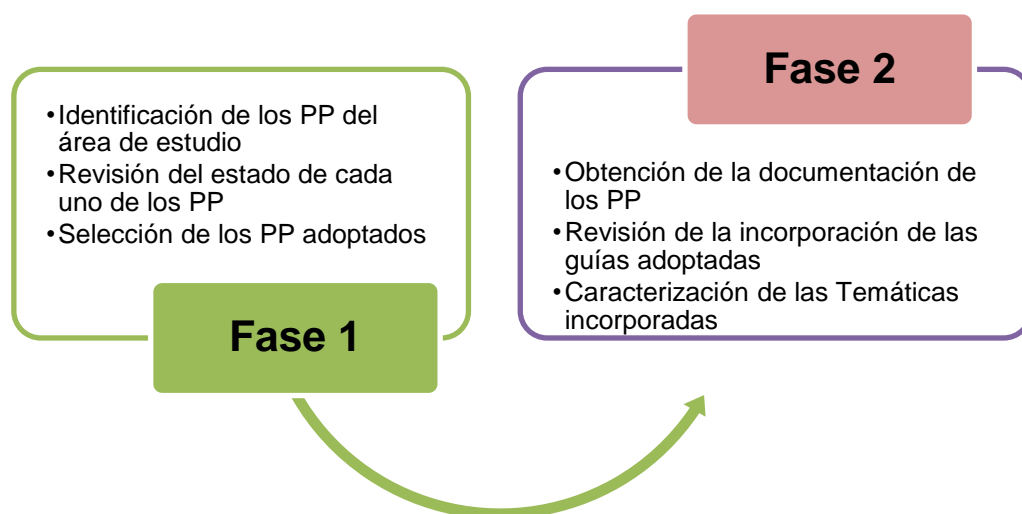 •Identificación de los PP del
área de estudio
•Revisión del estado de cada
uno de los PP
•Selección de los PP adoptados
Fase 1
Fase 2
•Obtención de la documentación de
los PP
•Revisión de la incorporación de las
guías adoptadas
•Caracterización de las Temáticas
incorporadas